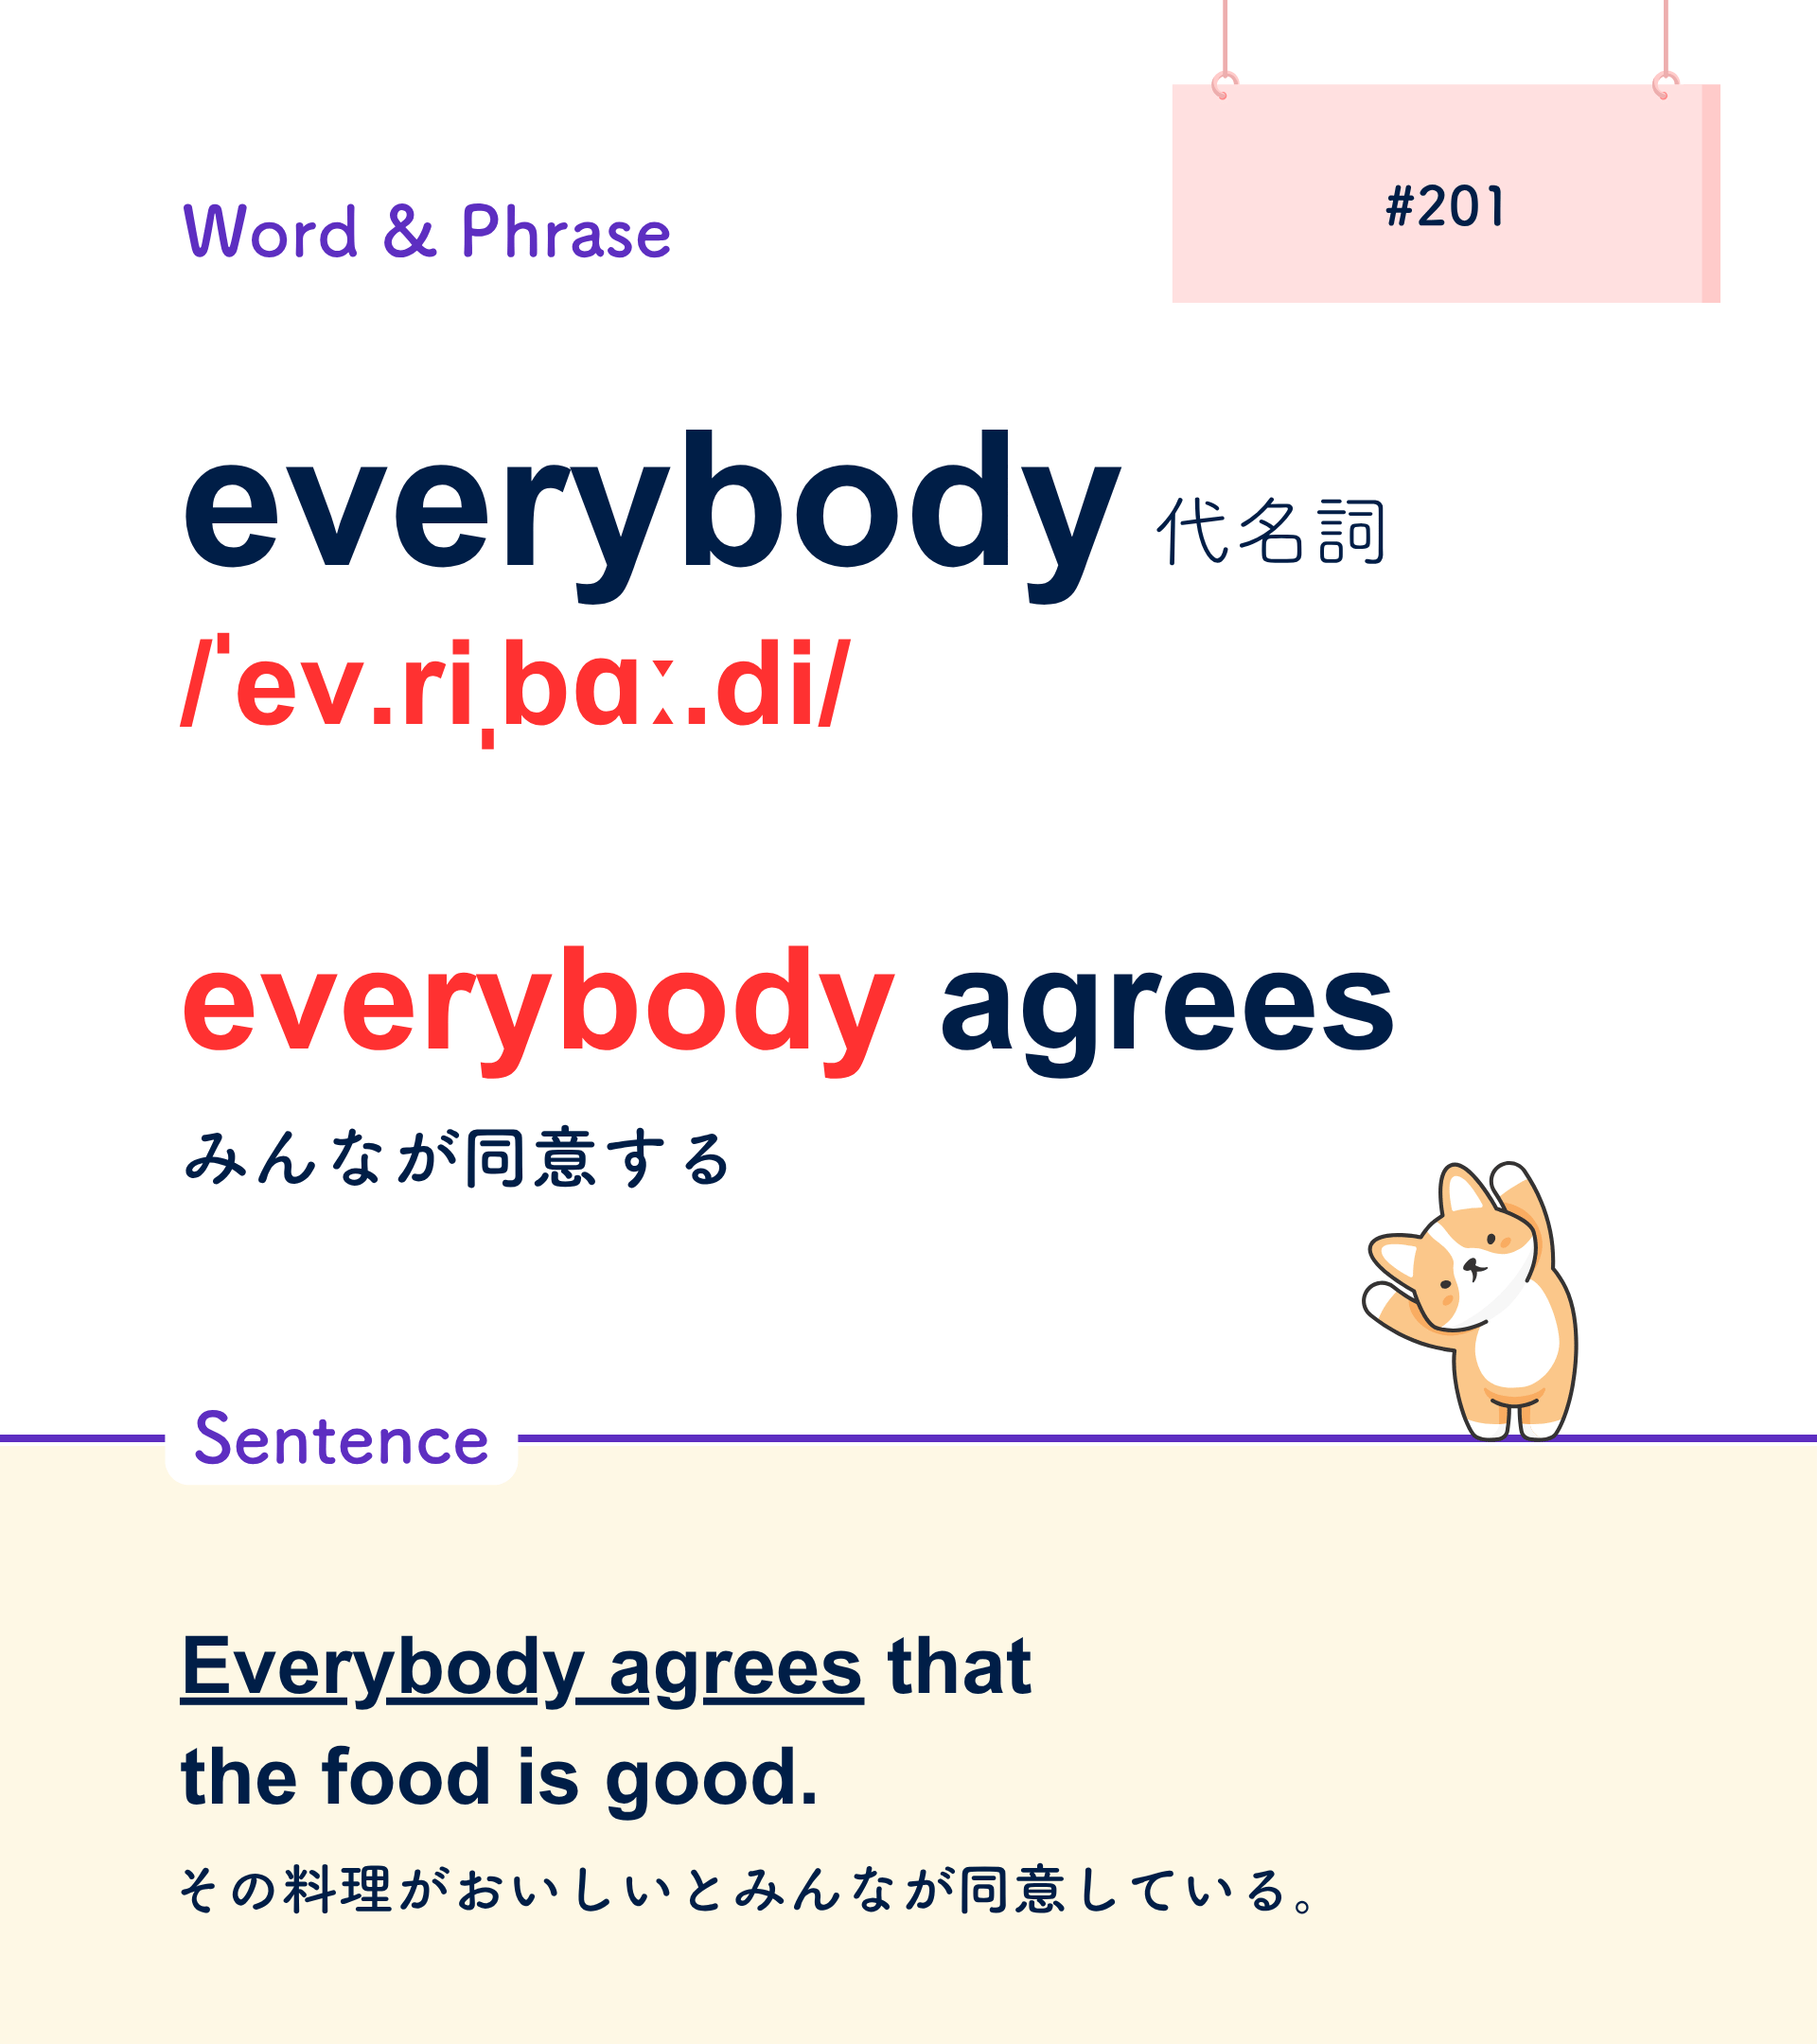 Word & Phrase
#201
everybody 代名詞
/ˈev.riˌbɑː.di/
everybody agrees
みんなが同意する
Sentence
Everybody agrees that
the food is good.
その料理がおいしいとみんなが同意している。